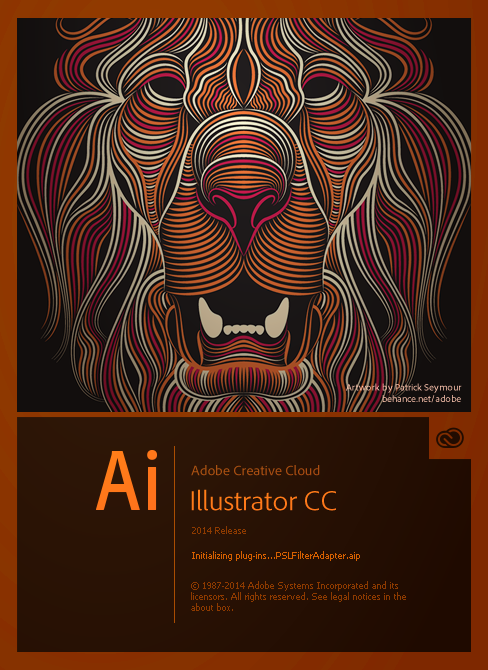 Artwork by Patrick Seymour
behance.net/adobe
Ai
Adobe Creative Cloud
Illustrator CC
2014 Release
Initializing plug-ins...PSLFilterAdapter.aip
© 1987-2014 Adobe Systems Incorporated and its
licensors. All rights reserved. See legal notices in the
about box.